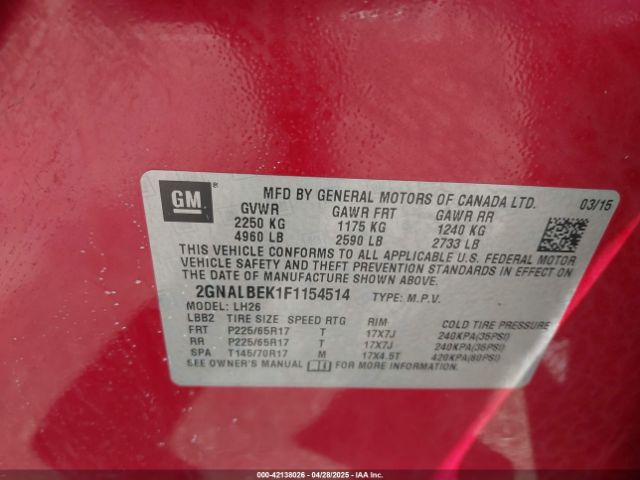 GM
MFD BY GENERAL MOTORS OF CANADA LTD.
03/15
GVWR GAWR FRT GAWR RR
2250 KG 1175 KG 1240 KG
4960 LB 2590 LB 2733 LB
THIS VEHICLE CONFORMS TO ALL APPLICABLE U.S. FEDERAL MOTOR
VEHICLE SAFETY AND THEFT PREVENTION STANDARDS IN EFFECT ON
THE DATE OF MANUFACTURE SHOWN ABOVE.
2GNALBEK1F1154514 TYPE: M.P.V.
MODEL: LH26
LBB2 TIRE SIZE SPEED RTG RIM COLD TIRE PRESSURE
FRT P225/65R17 T 17X7J 240KPA(35PSI)
RR P225/65R17 T 17X7J 240KPA(35PSI)
SPA T145/70R17 M 17X4.5T 420KPA(60PSI)
SEE OWNER'S MANUAL FOR MORE INFORMATION.
000-42138026 - 04/28/2025 - IAAI.COM